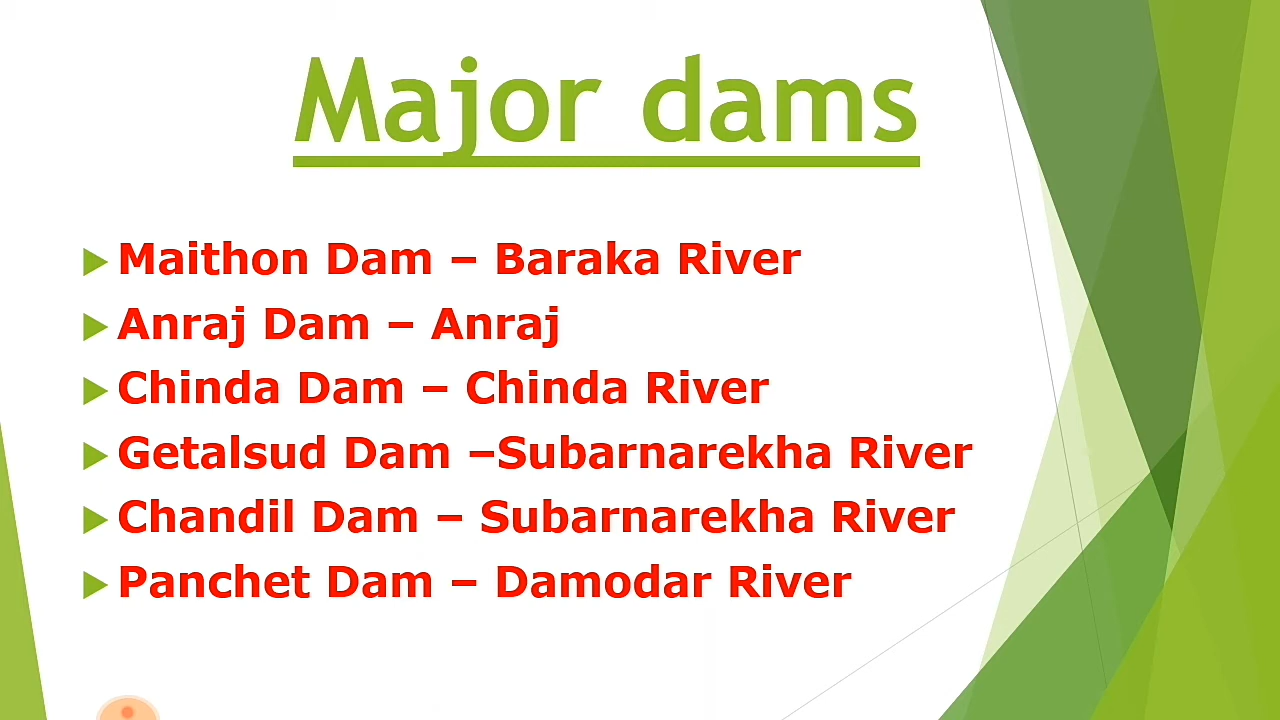 Major dams
Maithon Dam – Baraka River
Anraj Dam – Anraj
Chinda Dam – Chinda River
Getalsud Dam –Subarnarekha River
Chandil Dam – Subarnarekha River
Panchet Dam – Damodar River